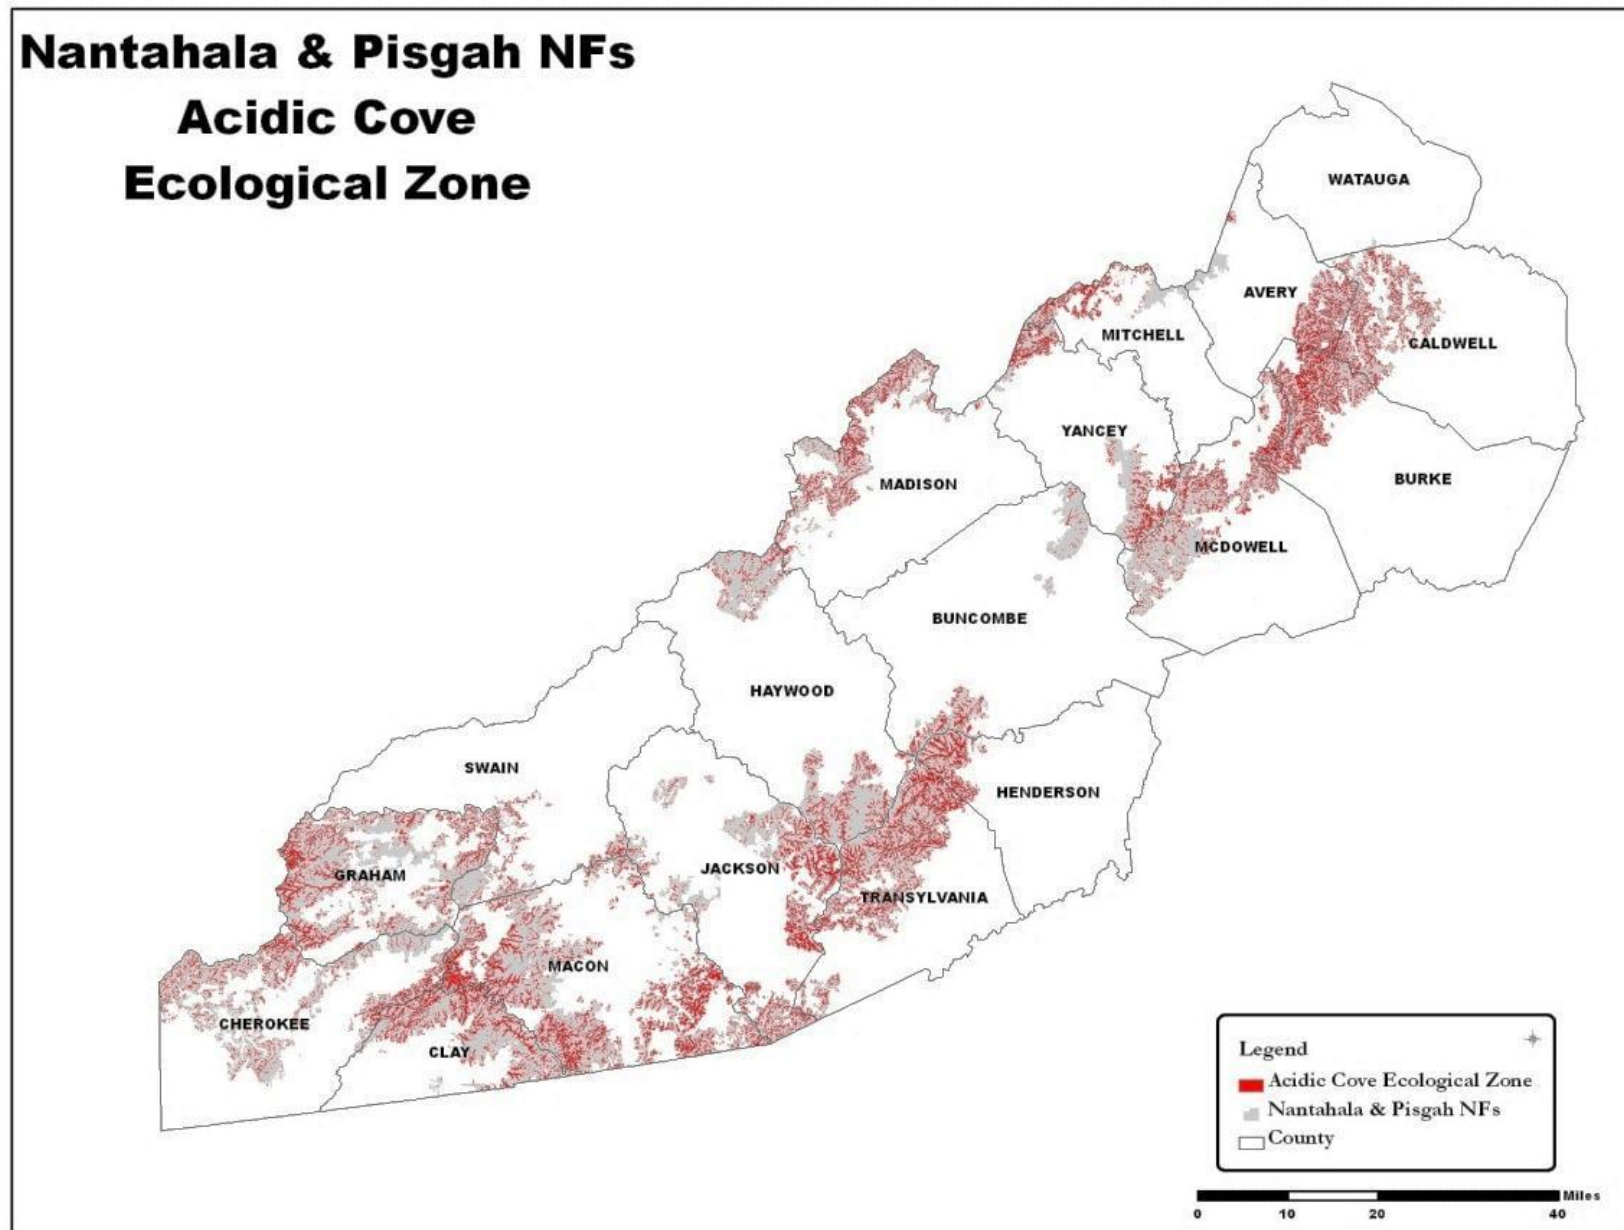 Nantahala & Pisgah NFs
Acidic Cove
Ecological Zone
WATAUGA
AVERY
MITCHELL
CALDWELL
YANCEY
BURKE
MADISON
MCDOWELL
BUNCOMBE
HAYWOOD
SWAIN
HENDERSON
JACKSON
GRAHAM
TRANSYLVANIA
MACON
CHEROKEE
CLAY
Legend
Acidic Cove Ecological Zone
Nantahala & Pisgah NFs
County
Miles
0 10 20 40